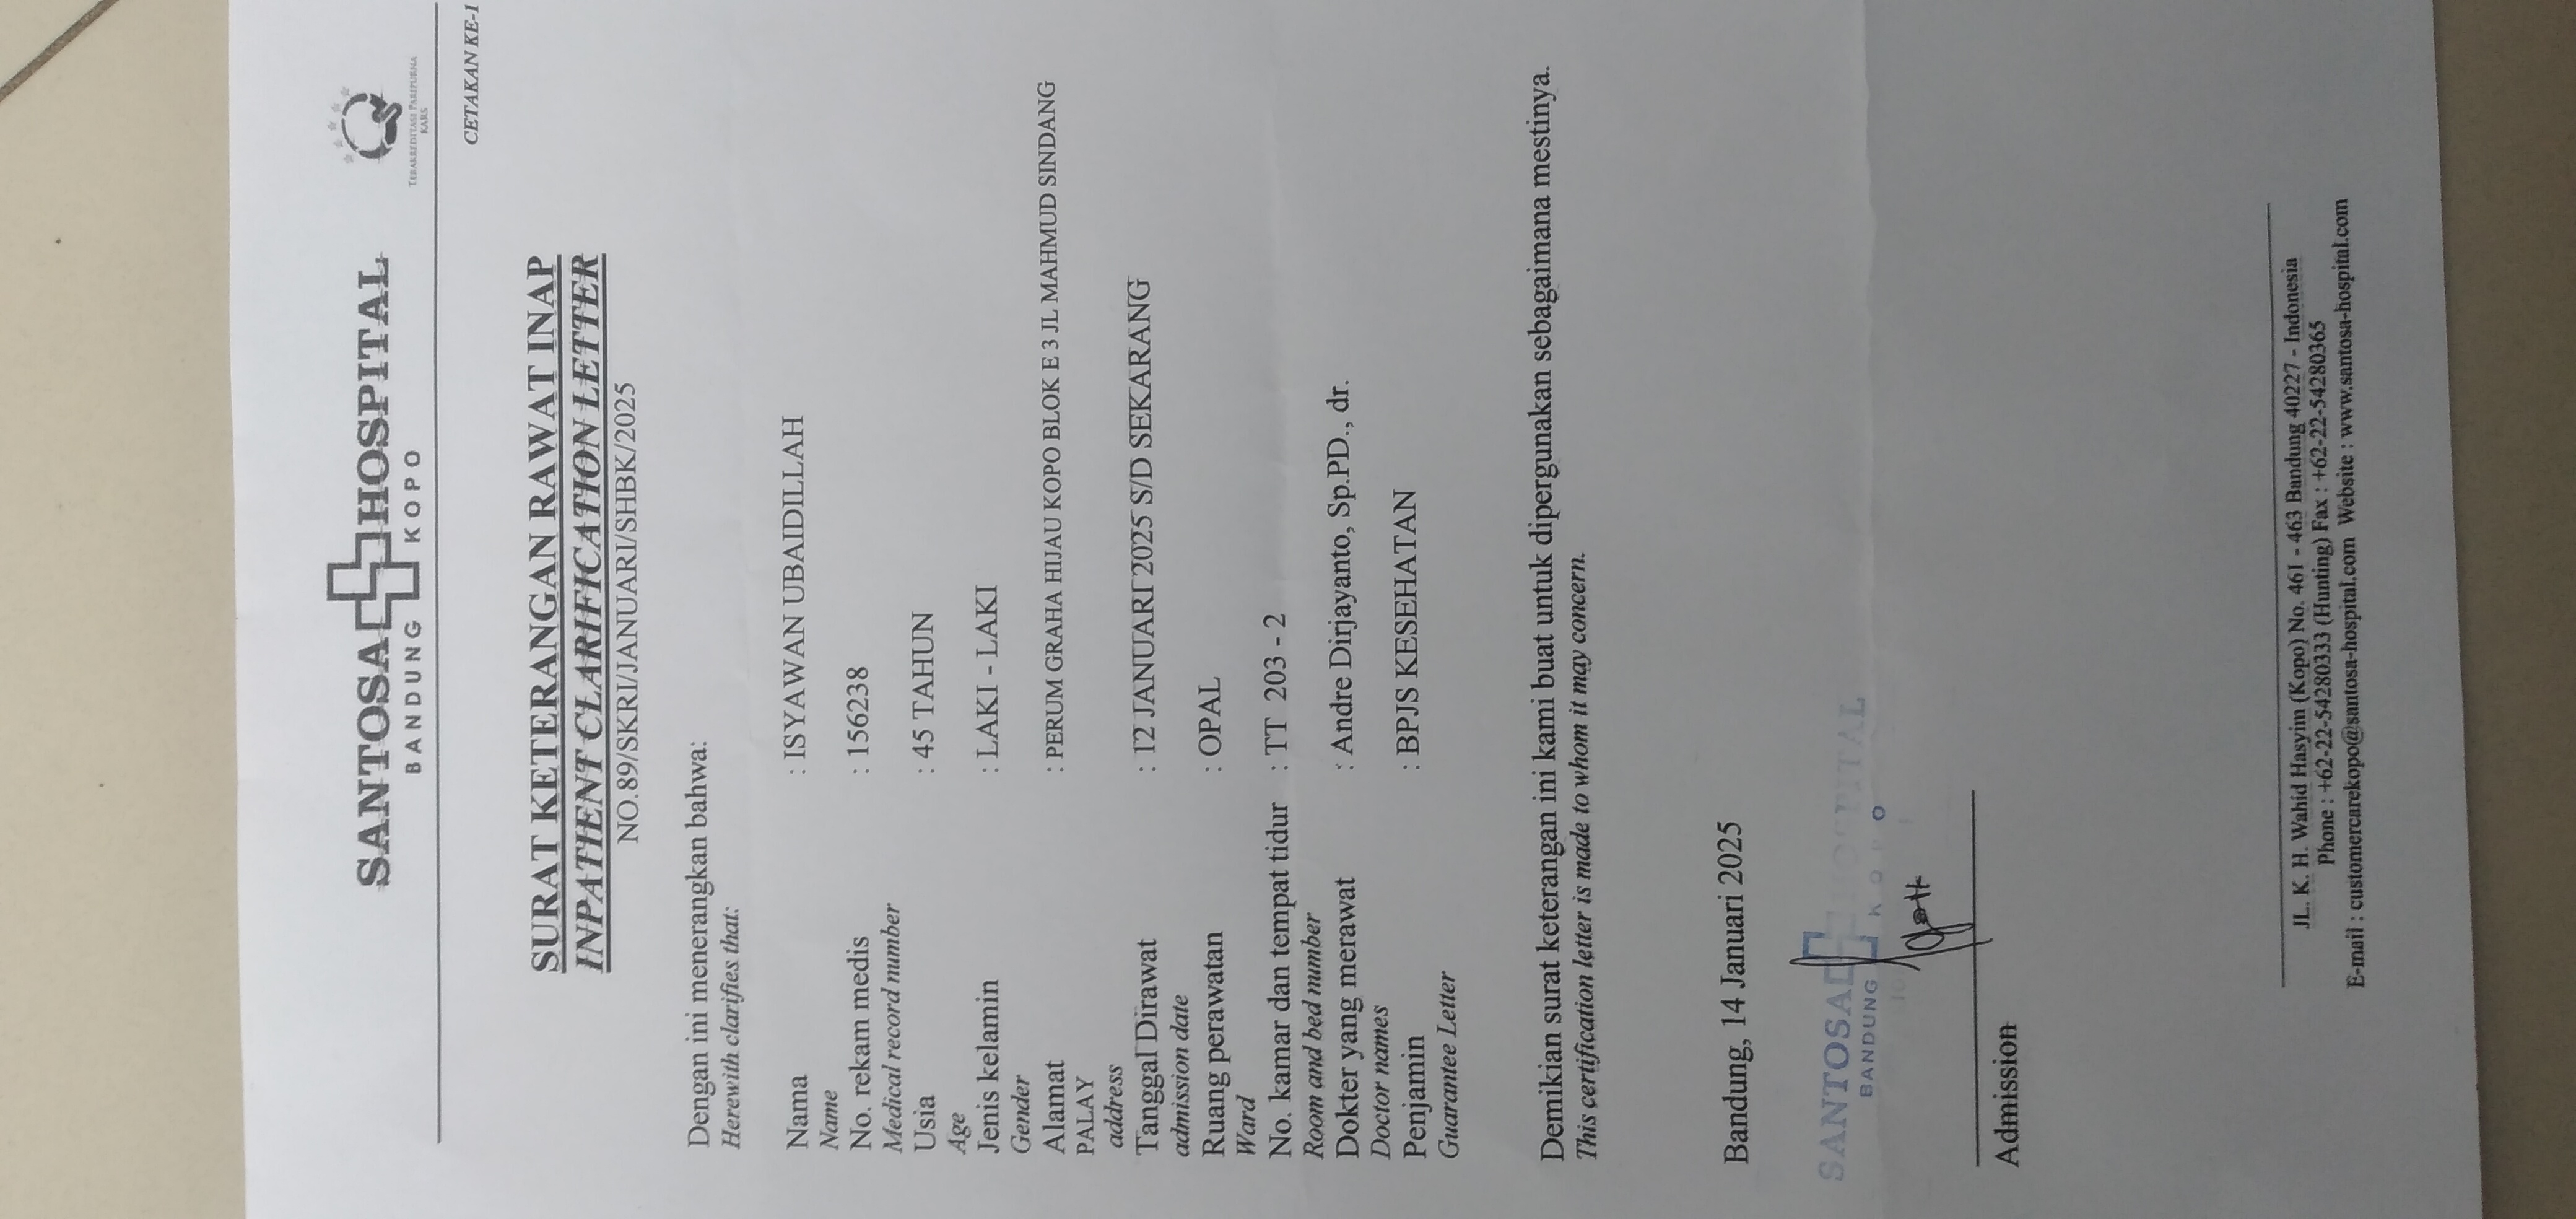 SANTOSA HOSPITAL
BANDUNG KOPO
TERAKREDITASI PARIPURNA
KARS
CETAKAN KE-1
SURAT KETERANGAN RAWAT INAP
INPATIENT CLARIFICATION LETTER
NO.89/SKRI/JANUARI/SHBK/2025
Dengan ini menerangkan bahwa:
Herewith clarifies that:
Nama : ISYAWAN UBAIDILLAH
Name
No. rekam medis : 156238
Medical record number
Usia : 45 TAHUN
Age
Jenis kelamin : LAKI - LAKI
Gender
Alamat : PERUM GRAHA HIJAU KOPO BLOK E 3 JL MAHMUD SINDANG
PALAY
address
Tanggal Dirawat : 12 JANUARI 2025 S/D SEKARANG
admission date
Ruang perawatan : OPAL
Ward
No. kamar dan tempat tidur : TT 203 - 2
Room and bed number
Dokter yang merawat : Andre Dirjayanto, Sp.PD., dr.
Doctor names
Penjamin : BPJS KESEHATAN
Guarantee Letter
Demikian surat keterangan ini kami buat untuk dipergunakan sebagaimana mestinya.
This certification letter is made to whom it may concern.
Bandung, 14 Januari 2025
SANTOSA HOSPITAL
BANDUNG KOPO
Admission
JL. K. H. Wahid Hasyim (Kopo) No. 461 - 463 Bandung 40227 - Indonesia
Phone : +62-22-54280333 (Hunting) Fax : +62-22-54280365
E-mail : customercarekopo@santosa-hospital.com Website : www.santosa-hospital.com